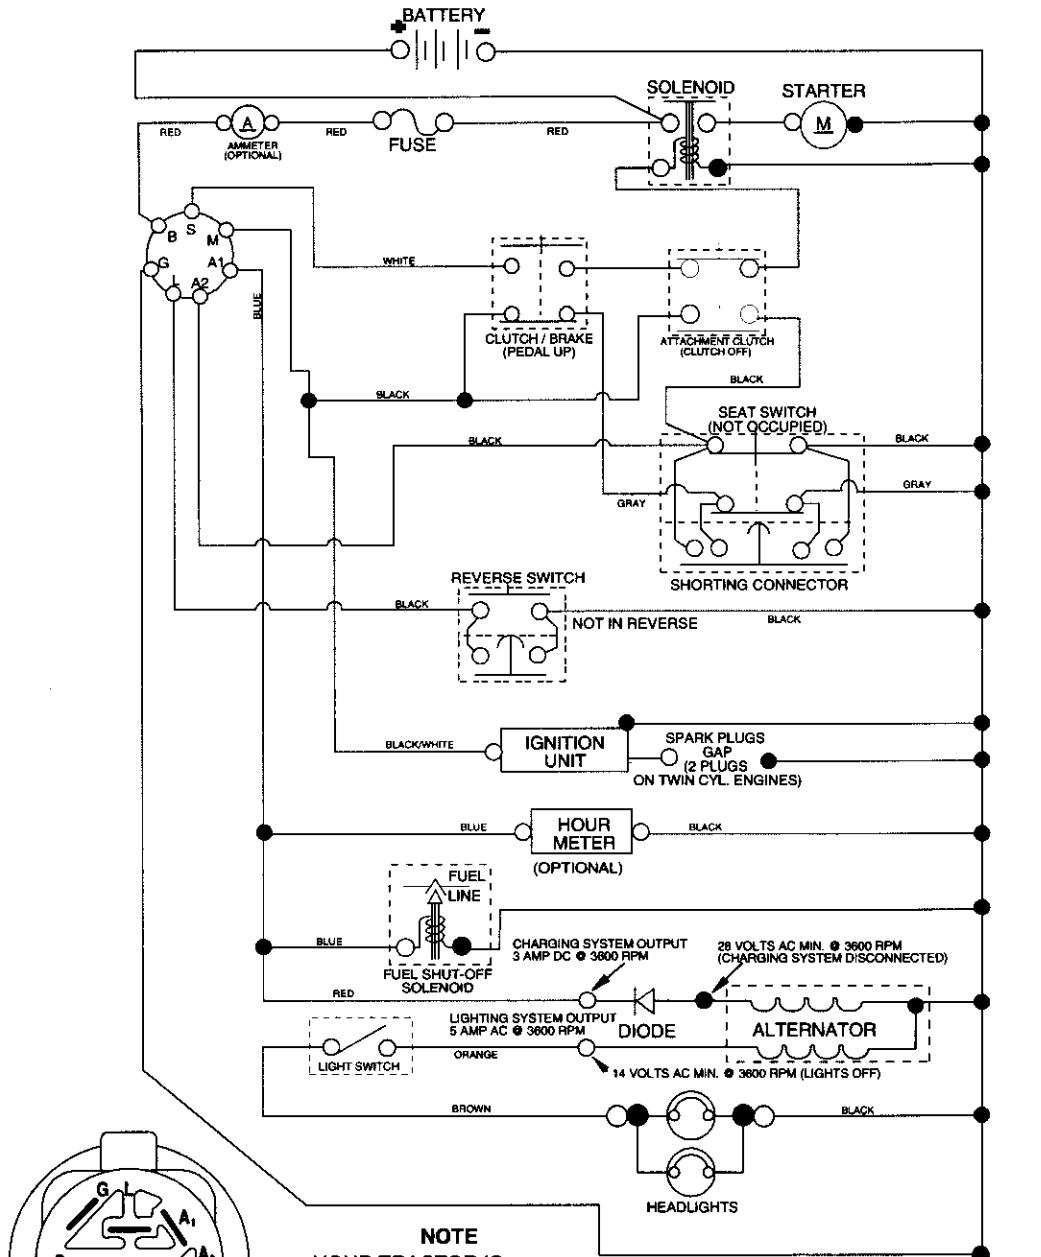 BATTERY
+ −
SOLENOID
STARTER
RED
A
RED
RED
M
AMMETER
(OPTIONAL)
FUSE
B
S
M
G
A1
L
A2
WHITE
BLUE
CLUTCH / BRAKE
(PEDAL UP)
ATTACHMENT CLUTCH
(CLUTCH OFF)
BLACK
BLACK
SEAT SWITCH
(NOT OCCUPIED)
BLACK
BLACK
GRAY
GRAY
SHORTING CONNECTOR
REVERSE SWITCH
BLACK
NOT IN REVERSE
BLACK
BLACK/WHITE
IGNITION
UNIT
SPARK PLUGS
GAP
(2 PLUGS
ON TWIN CYL. ENGINES)
BLUE
HOUR
METER
BLACK
(OPTIONAL)
FUEL
LINE
BLUE
FUEL SHUT-OFF
SOLENOID
CHARGING SYSTEM OUTPUT
3 AMP DC @ 3600 RPM
28 VOLTS AC MIN. @ 3600 RPM
(CHARGING SYSTEM DISCONNECTED)
RED
LIGHTING SYSTEM OUTPUT
5 AMP AC @ 3600 RPM
DIODE
ALTERNATOR
LIGHT SWITCH
ORANGE
14 VOLTS AC MIN. @ 3600 RPM (LIGHTS OFF)
BROWN
BLACK
HEADLIGHTS
G
L
A1
NOTE